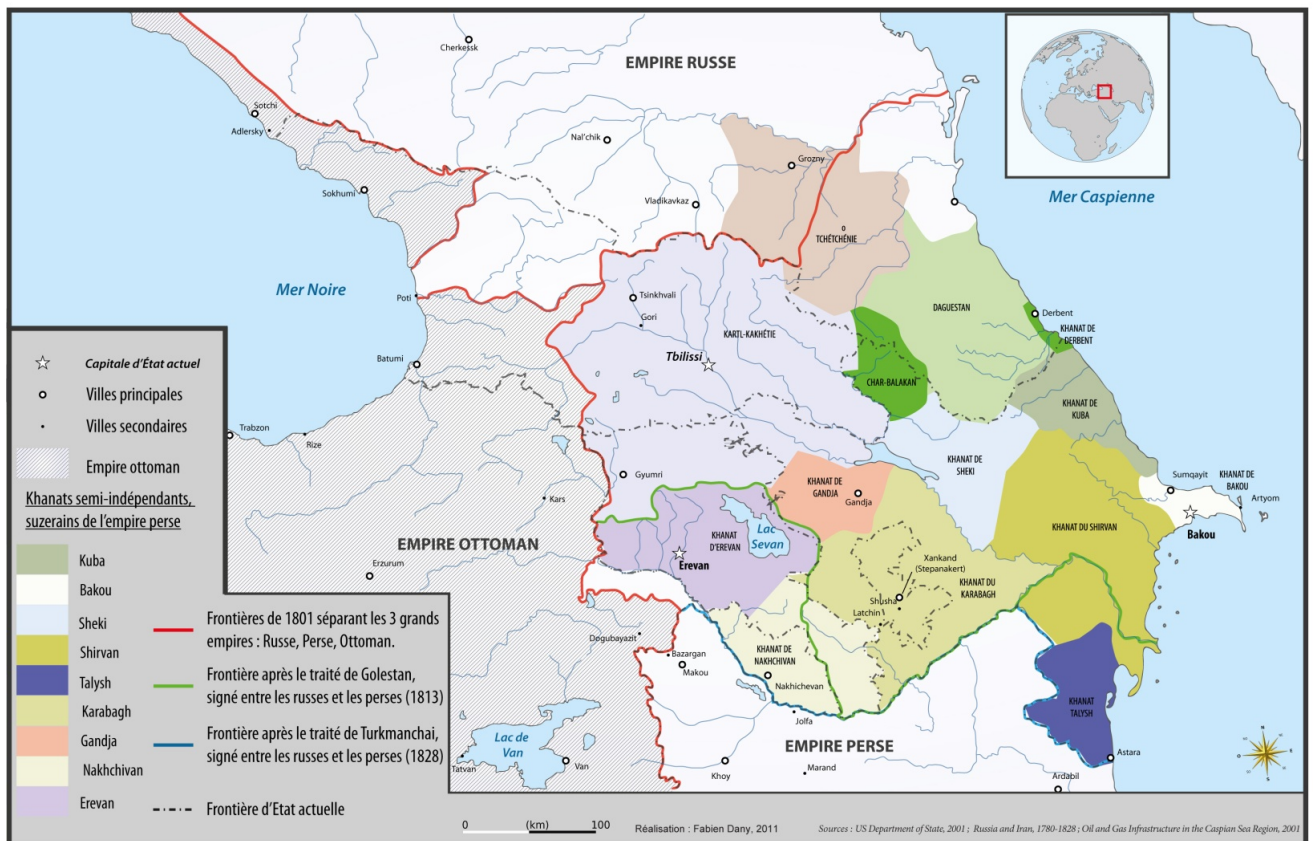 EMPIRE RUSSE
Cherkessk
Sotchi
Adlersky
Nal'chik
Grozny
Sokhumi
Vladikavkaz
Mer Caspienne
TCHÉTCHÉNIE
Mer Noire
Poti
Tsinkhvali
Gori
KARTL-KAKHÉTIE
DAGUESTAN
Derbent
KHANAT DE
DERBENT
Tbilissi
Batumi
CHAR-BALAKAN
KHANAT DE
KUBA
Trabzon
Rize
Gyumri
Kars
KHANAT DE
GANDJA
Gandja
KHANAT DE
SHEKI
Sumqayit
KHANAT DE
BAKOU
Artyom
Bakou
KHANAT DU SHIRVAN
EMPIRE OTTOMAN
Erzurum
KHANAT
D'EREVAN
Lac
Sevan
Erevan
Xankand
(Stepanakert)
Shusha
Latchin
KHANAT DU
KARABAGH
Dogubayazit
Bazargan
Makou
KHANAT DE
NAKHCHIVAN
Nakhichevan
Jolfa
KHANAT
TALYSH
EMPIRE PERSE
Lac de
Van
Tatvan
Van
Khoy
Marand
Astara
Ardabil
Capitale d'État actuel
Villes principales
Villes secondaires
Empire ottoman
Khanats semi-indépendants,
suzerains de l'empire perse
Kuba
Bakou
Sheki
Shirvan
Talysh
Karabagh
Gandja
Nakhchivan
Erevan
Frontières de 1801 séparant les 3 grands
empires : Russe, Perse, Ottoman.
Frontière après le traité de Golestan,
signé entre les russes et les perses (1813)
Frontière après le traité de Turkmanchai,
signé entre les russes et les perses (1828)
Frontière d'Etat actuelle
0 (km) 100
Réalisation : Fabien Dany, 2011
Sources : US Department of State, 2001 ; Russia and Iran, 1780-1828 ; Oil and Gas Infrastructure in the Caspian Sea Region, 2001